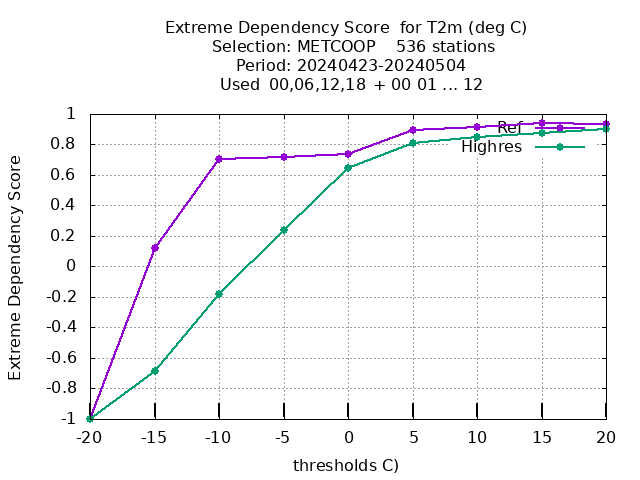 Extreme Dependency Score  for T2m (deg C)
Selection: METCOOP    536 stations
Period: 20240423-20240504
Used  00,06,12,18  + 00 01 ... 12
1
0.8
0.6
0.4
0.2
0
-0.2
-0.4
-0.6
-0.8
-1
Extreme Dependency Score
Ref
Highres
-20 -15 -10 -5 0 5 10 15 20
thresholds C)